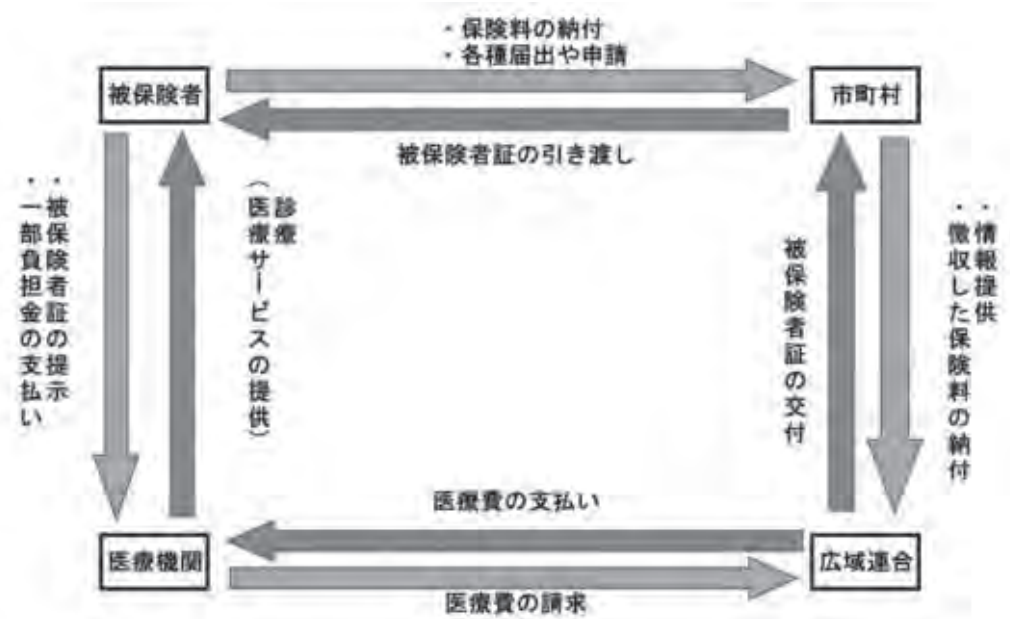 ・保険料の納付
・各種届出や申請
被保険者
市町村
被保険者証の引き渡し
・被保険者証の提示
・一部負担金の支払い
診療
（医療サービスの提供）
被保険者証の交付
・情報提供
・徴収した保険料の納付
医療費の支払い
医療機関
広域連合
医療費の請求